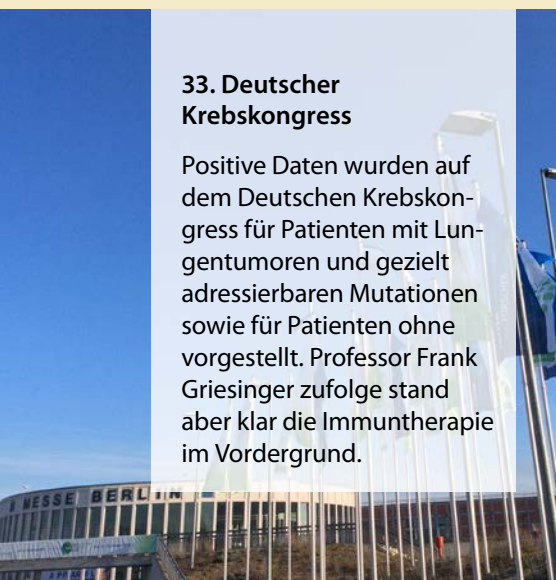 33. Deutscher
Krebskongress
Positive Daten wurden auf
dem Deutschen Krebskon-
gress für Patienten mit Lun-
gentumoren und gezielt
adressierbaren Mutationen
sowie für Patienten ohne
vorgestellt. Professor Frank
Griesinger zufolge stand
aber klar die Immuntherapie
im Vordergrund.
MESSE BERLIN